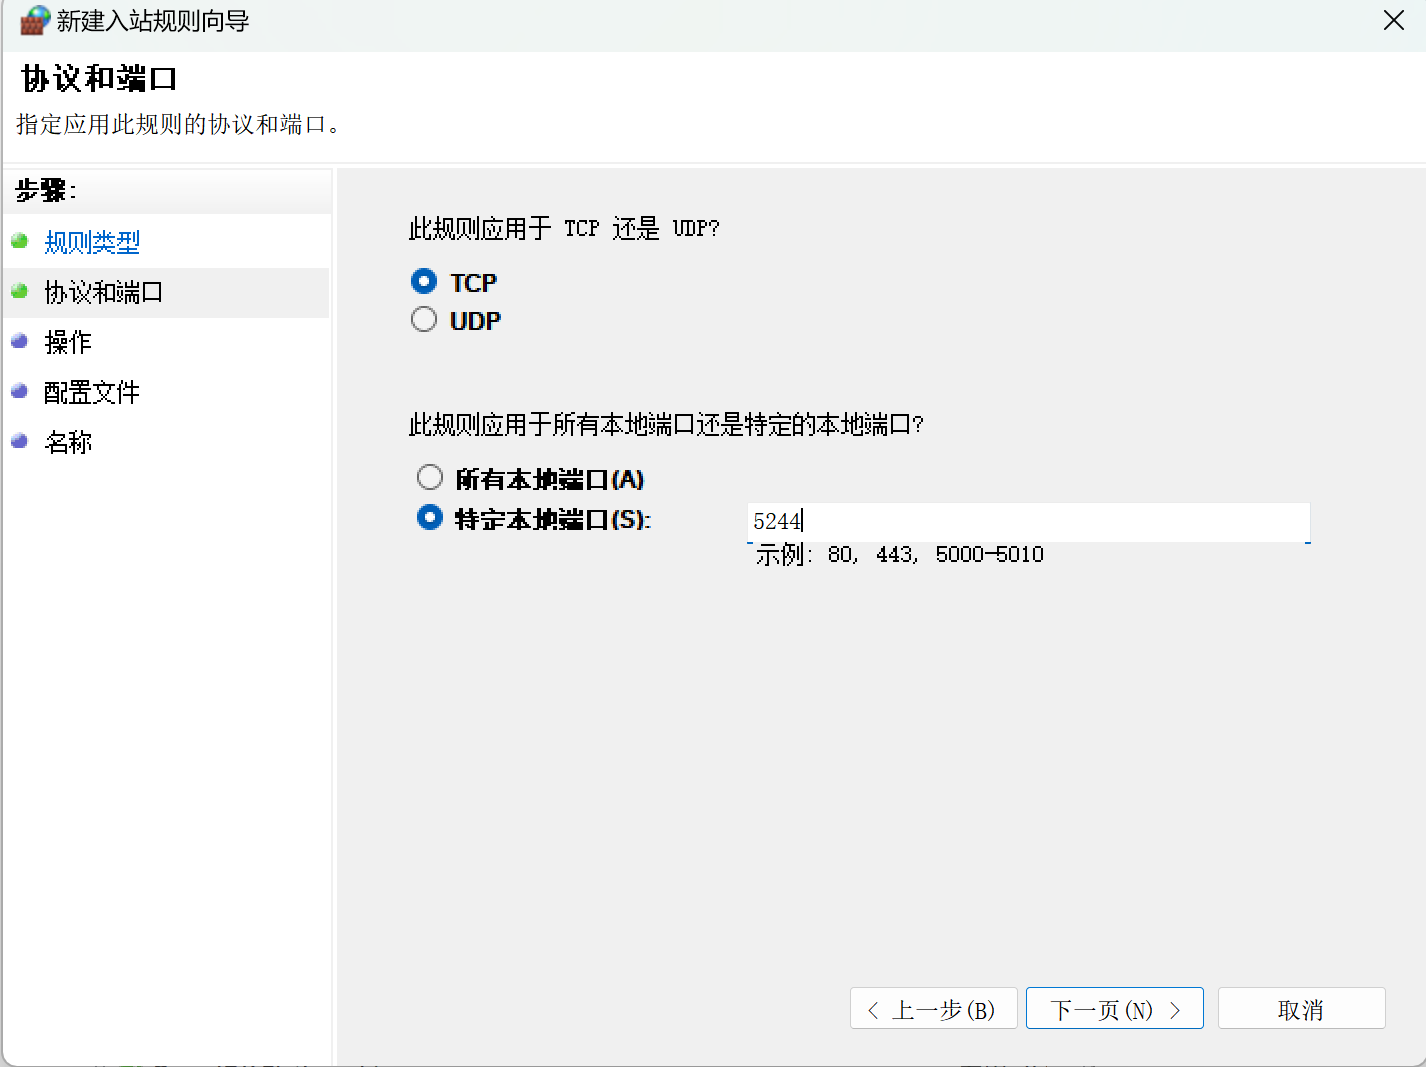 新建入站规则向导
协议和端口
指定应用此规则的协议和端口。
步骤:
规则类型
协议和端口
操作
配置文件
名称
此规则应用于 TCP 还是 UDP?
TCP
UDP
此规则应用于所有本地端口还是特定的本地端口?
所有本地端口(A)
特定本地端口(S):
5244
示例: 80, 443, 5000-5010
< 上一步(B)
下一页(N) >
取消